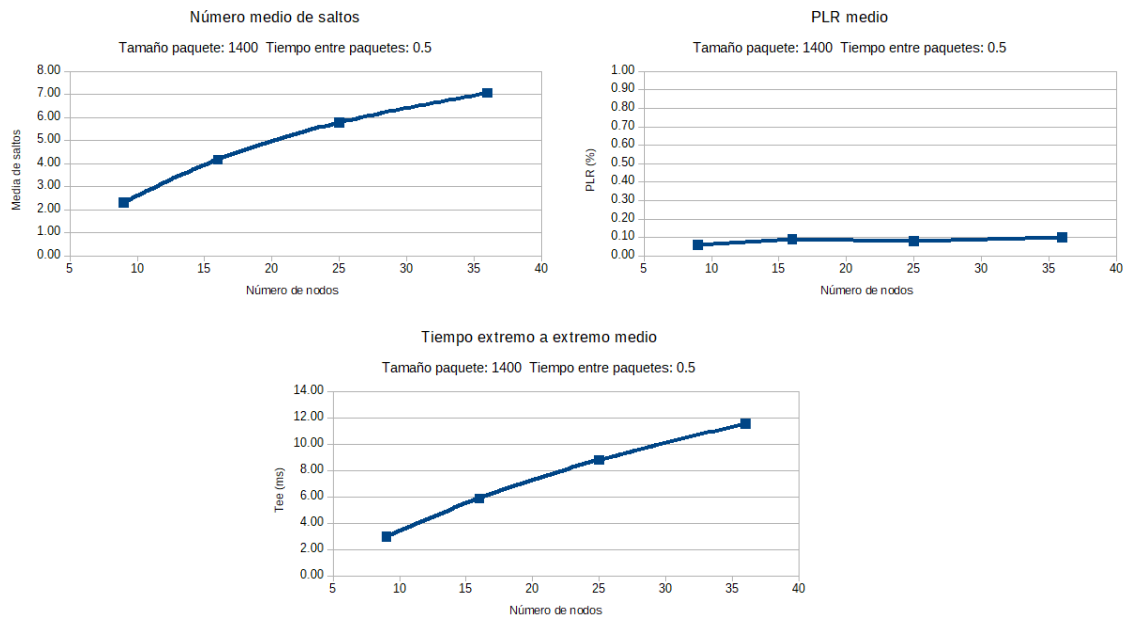 Número medio de saltos
Tamaño paquete: 1400 Tiempo entre paquetes: 0.5
8.00
7.00
6.00
5.00
4.00
3.00
2.00
1.00
0.00
Media de saltos
5 10 15 20 25 30 35 40
Número de nodos
PLR medio
Tamaño paquete: 1400 Tiempo entre paquetes: 0.5
1.00
0.90
0.80
0.70
0.60
0.50
0.40
0.30
0.20
0.10
0.00
PLR (%)
5 10 15 20 25 30 35 40
Número de nodos
Tiempo extremo a extremo medio
Tamaño paquete: 1400 Tiempo entre paquetes: 0.5
14.00
12.00
10.00
8.00
6.00
4.00
2.00
0.00
Tee (ms)
5 10 15 20 25 30 35 40
Número de nodos